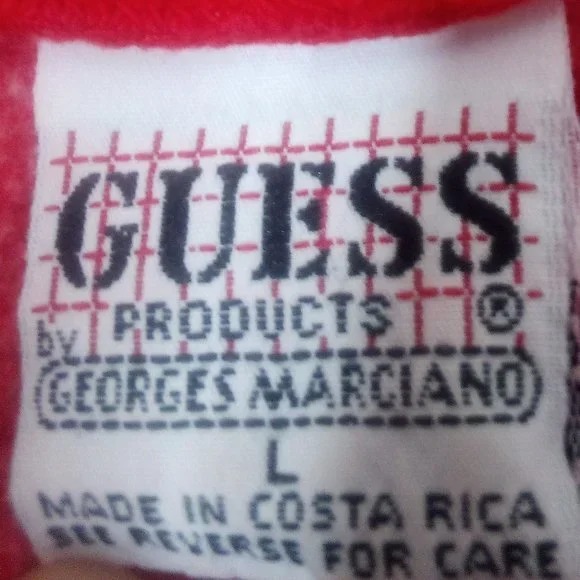 GUESS
PRODUCTS ®
by
GEORGES MARCIANO
L
MADE IN COSTA RICA
SEE REVERSE FOR CARE